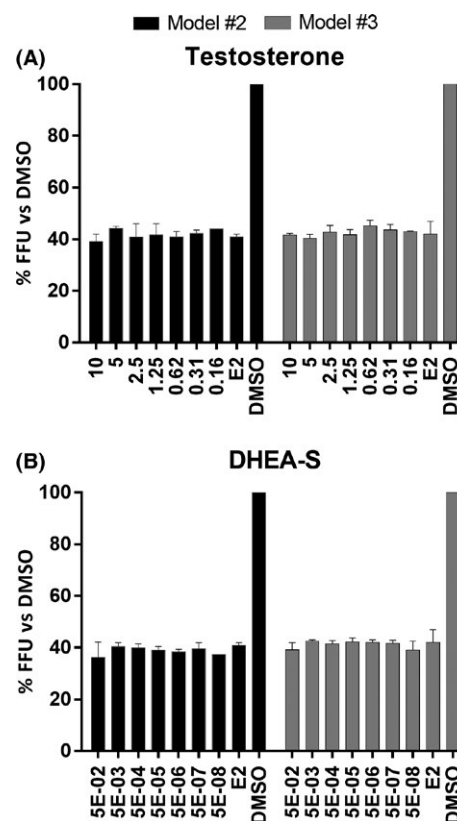 Model #2 Model #3
(A) Testosterone
% FFU vs DMSO
100
80
60
40
20
0
10 5 2.5 1.25 0.62 0.31 0.16 E2 DMSO 10 5 2.5 1.25 0.62 0.31 0.16 E2 DMSO
(B) DHEA-S
% FFU vs DMSO
100
80
60
40
20
0
5E-02 5E-03 5E-04 5E-05 5E-06 5E-07 5E-08 E2 DMSO 5E-02 5E-03 5E-04 5E-05 5E-06 5E-07 5E-08 E2 DMSO